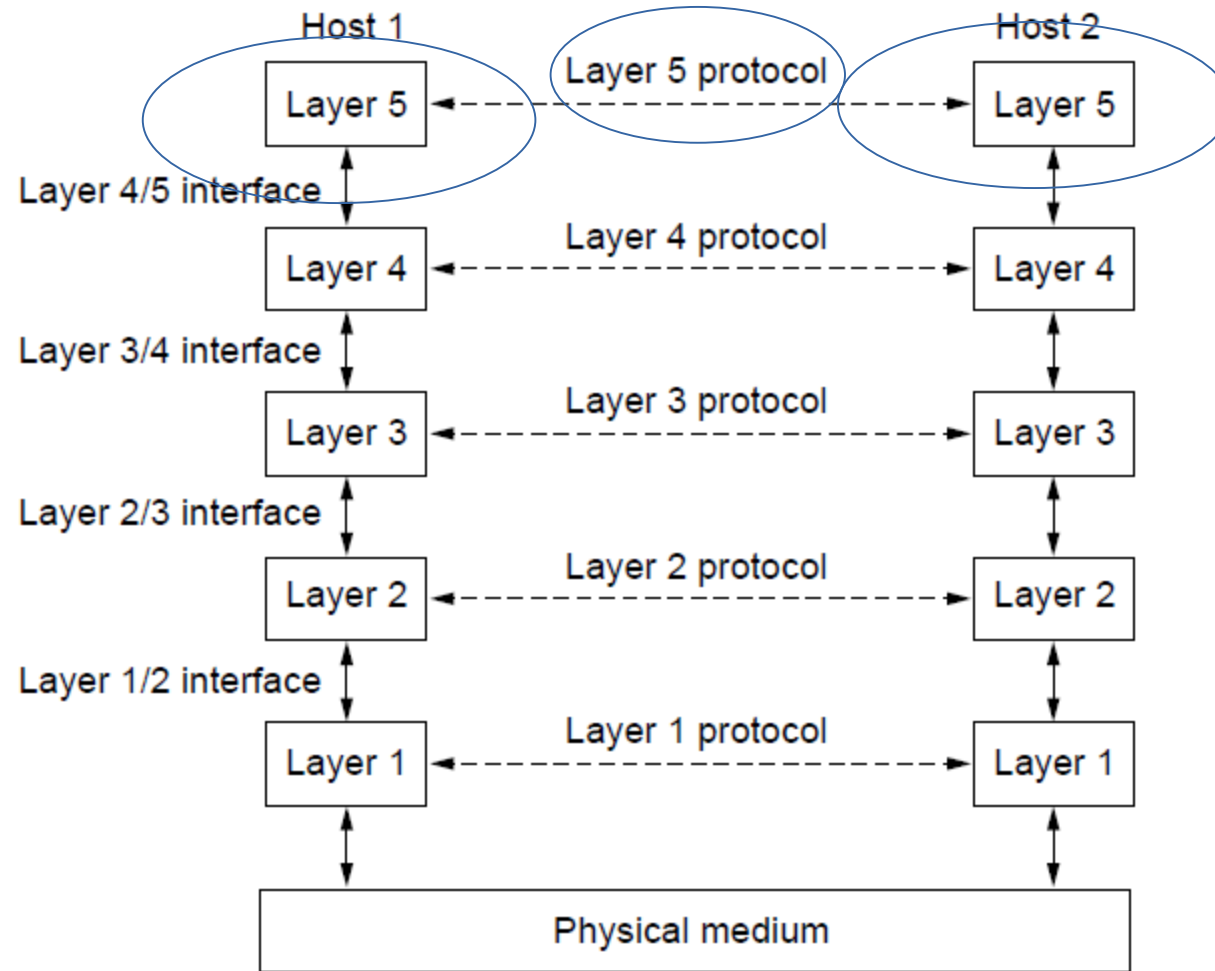 Host 1
Host 2
Layer 5 protocol
Layer 5
Layer 5
Layer 4/5 interface
Layer 4 protocol
Layer 4
Layer 4
Layer 3/4 interface
Layer 3 protocol
Layer 3
Layer 3
Layer 2/3 interface
Layer 2 protocol
Layer 2
Layer 2
Layer 1/2 interface
Layer 1 protocol
Layer 1
Layer 1
Physical medium